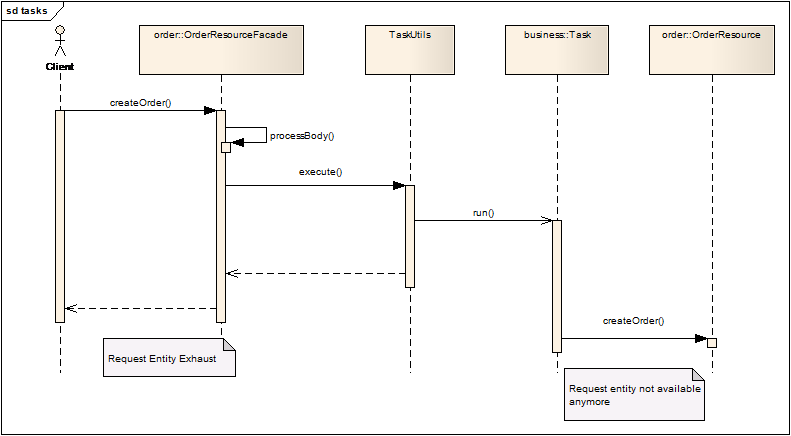 sd tasks
Client
order::OrderResourceFacade
TaskUtils
business::Task
order::OrderResource
createOrder()
processBody()
execute()
run()
createOrder()
Request Entity Exhaust
Request entity not available
anymore